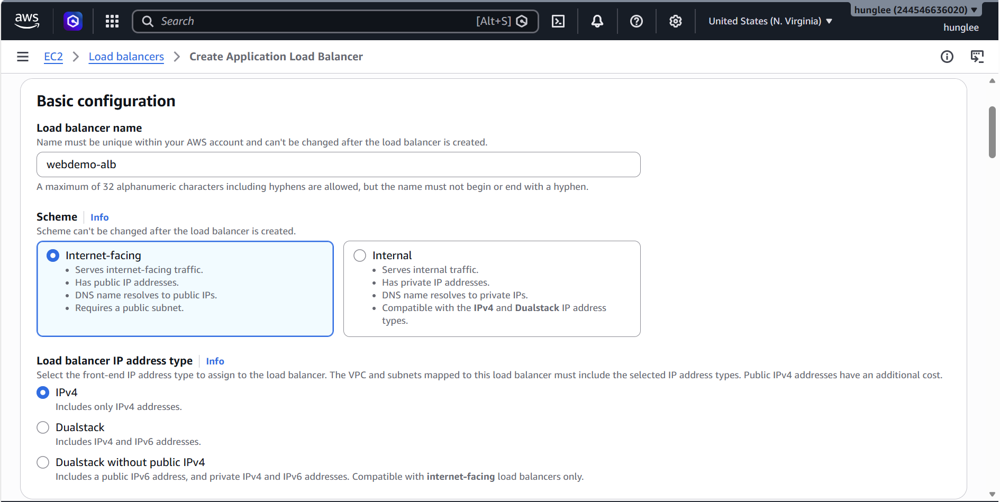 aws
Search
[Alt+S]
United States (N. Virginia)
hunglee (244546636020)
hunglee
EC2
Load balancers
Create Application Load Balancer
Basic configuration
Load balancer name
Name must be unique within your AWS account and can't be changed after the load balancer is created.
webdemo-alb
A maximum of 32 alphanumeric characters including hyphens are allowed, but the name must not begin or end with a hyphen.
Scheme
Info
Scheme can't be changed after the load balancer is created.
Internet-facing
• Serves internet-facing traffic.
• Has public IP addresses.
• DNS name resolves to public IPs.
• Requires a public subnet.
Internal
• Serves internal traffic.
• Has private IP addresses.
• DNS name resolves to private IPs.
• Compatible with the IPv4 and Dualstack IP address
types.
Load balancer IP address type
Info
Select the front-end IP address type to assign to the load balancer. The VPC and subnets mapped to this load balancer must include the selected IP address types. Public IPv4 addresses have an additional cost.
IPv4
Includes only IPv4 addresses.
Dualstack
Includes IPv4 and IPv6 addresses.
Dualstack without public IPv4
Includes a public IPv6 address, and private IPv4 and IPv6 addresses. Compatible with internet-facing load balancers only.